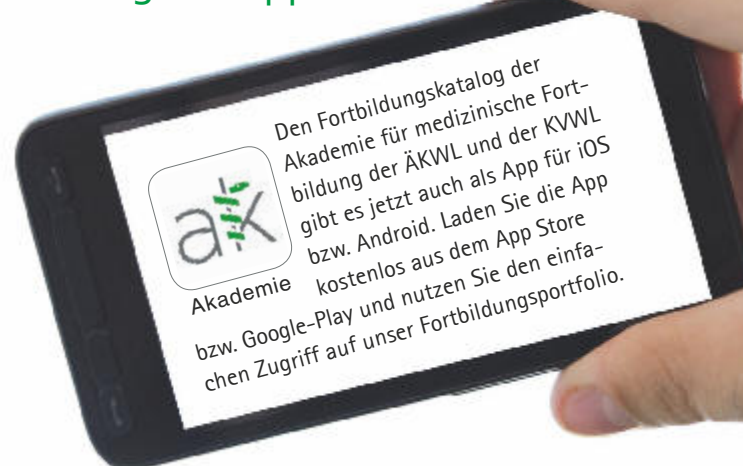 Den Fortbildungskatalog der
Akademie für medizinische Fort-
bildung der ÄKWL und der KVWL
gibt es jetzt auch als App für iOS
bzw. Android. Laden Sie die App
kostenlos aus dem App Store
bzw. Google-Play und nutzen Sie den einfa-
chen Zugriff auf unser Fortbildungsportfolio.
ak
Akademie